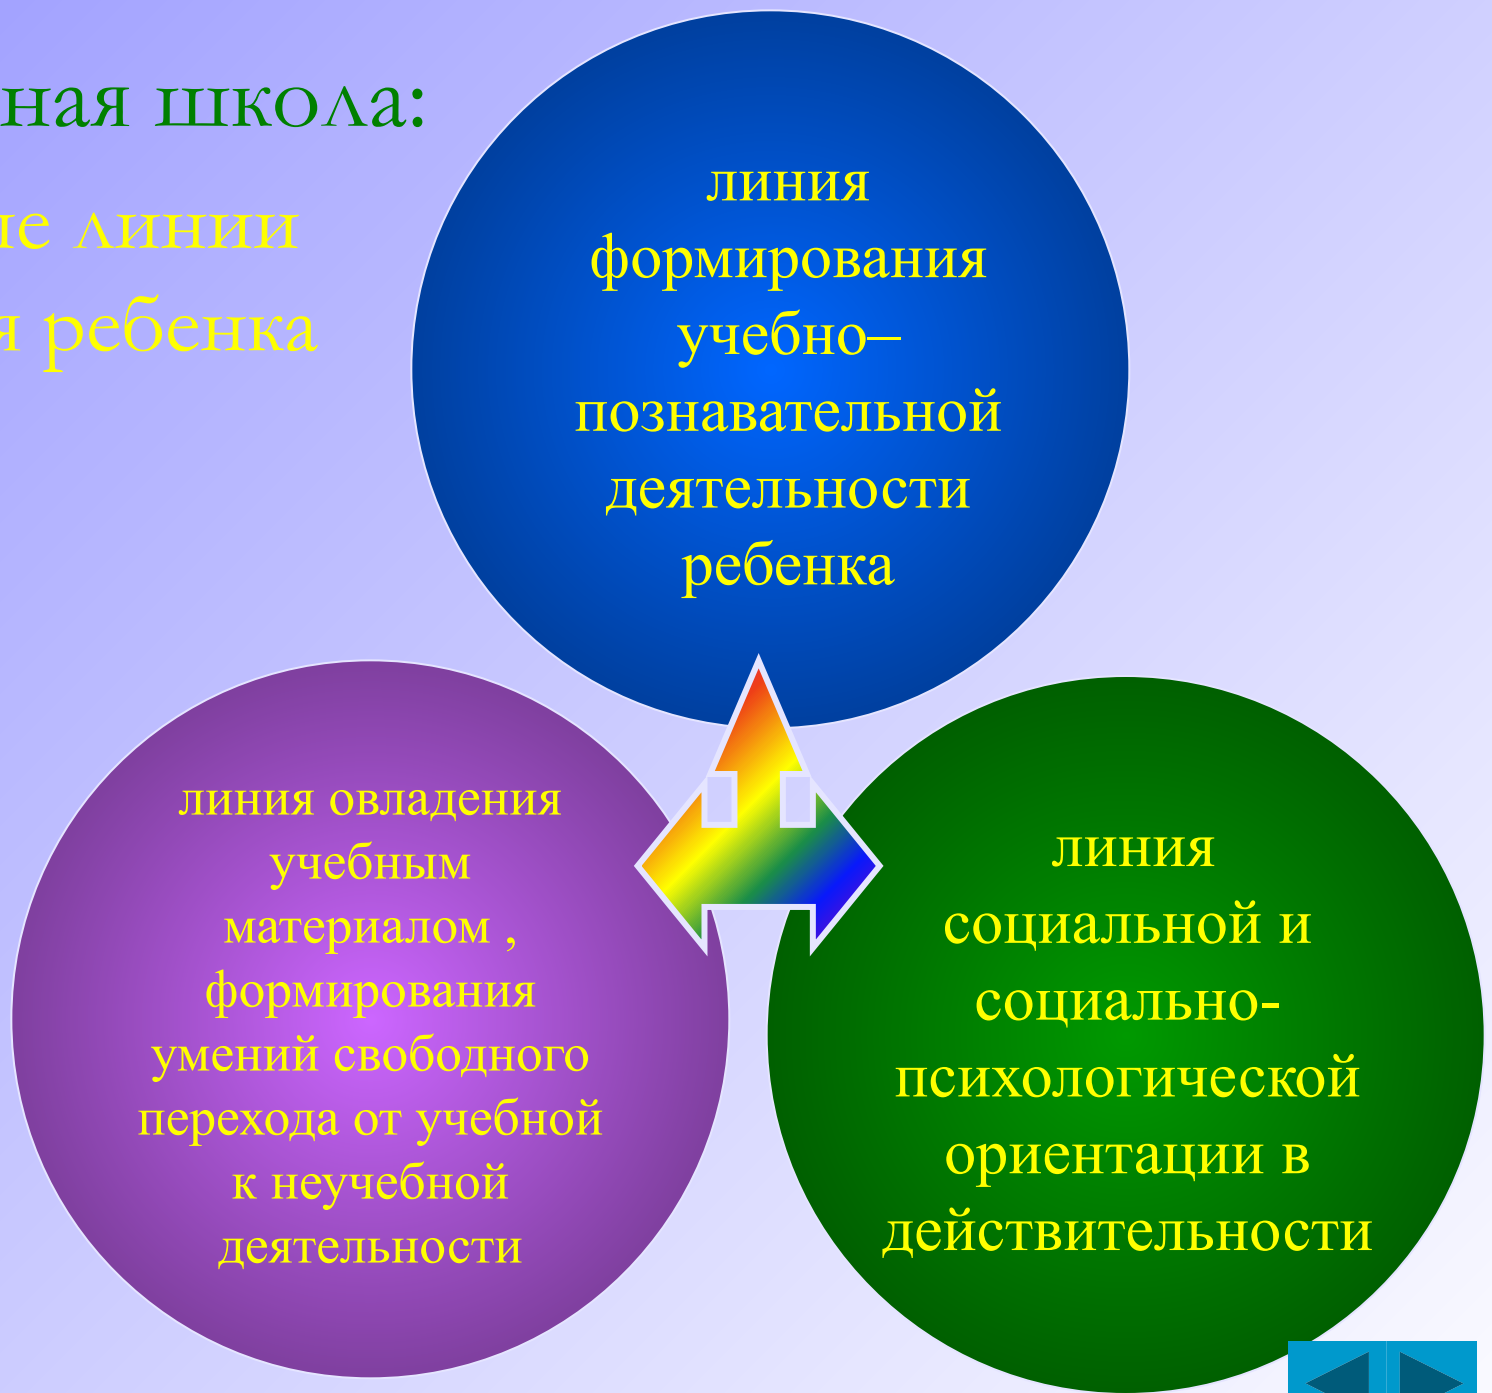 ная школа:
линии
ребенка
линия
формирования
учебно–
познавательной
деятельности
ребенка
линия овладения
учебным
материалом ,
формирования
умений свободного
перехода от учебной
к неучебной
деятельности
линия
социальной и
социально-
психологической
ориентации в
действительности